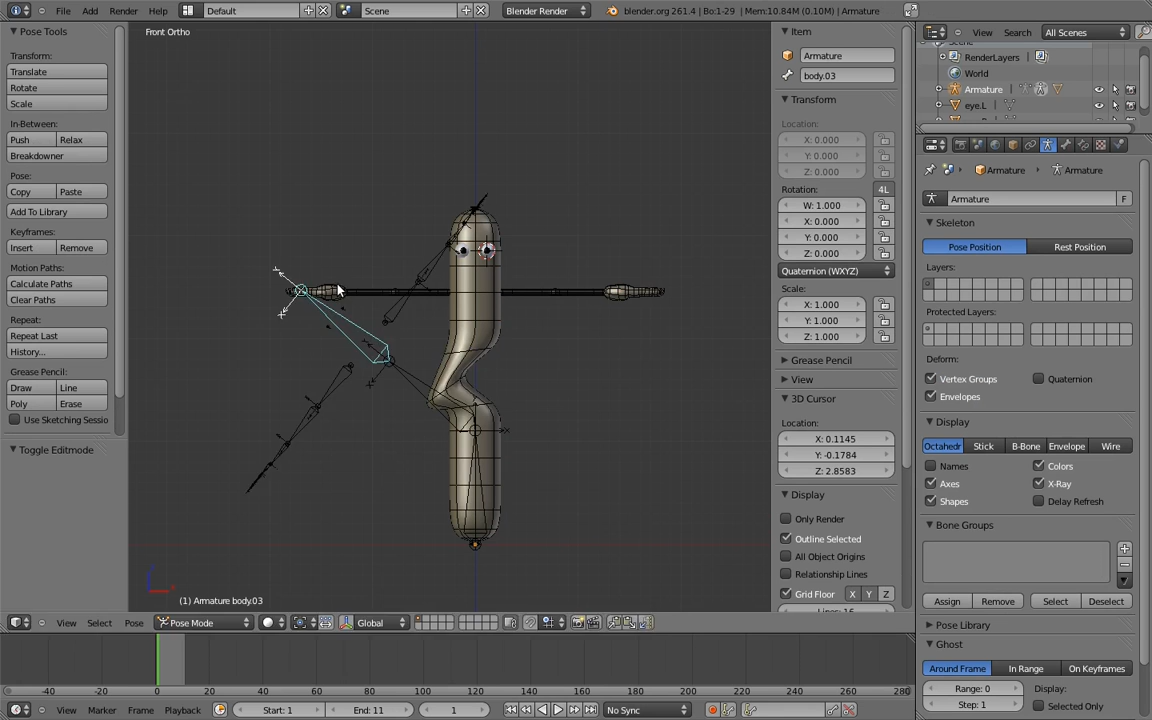 File Add Render Help Default Scene Blender Render blender.org 261.4 | Bo:1-29 | Mem:10.84M (0.10M) | Armature
Pose Tools
Transform:
Translate
Rotate
Scale
In-Between:
Push Relax
Breakdowner
Pose:
Copy Paste
Add To Library
Keyframes:
Insert Remove
Motion Paths:
Calculate Paths
Clear Paths
Repeat:
Repeat Last
History...
Grease Pencil:
Draw Line
Poly Erase
Use Sketching Sessio
Toggle Editmode
Front Ortho
(1) Armature body.03
Item
Armature
body.03
Transform
Location:
X: 0.000
Y: 0.000
Z: 0.000
Rotation: 4L
W: 1.000
X: 0.000
Y: 0.000
Z: 0.000
Quaternion (WXYZ)
Scale:
X: 1.000
Y: 1.000
Z: 1.000
Grease Pencil
View
3D Cursor
Location:
X: 0.1145
Y: -0.1784
Z: 2.8583
Display
Only Render
Outline Selected
All Object Origins
Relationship Lines
Grid Floor X Y Z
View Search All Scenes
RenderLayers
World
Armature
eye.L
Armature Armature
Armature F
Skeleton
Pose Position Rest Position
Layers:
Protected Layers:
Deform:
Vertex Groups Quaternion
Envelopes
Display
Octahedr Stick B-Bone Envelope Wire
Names Colors
Axes X-Ray
Shapes Delay Refresh
Bone Groups
Assign Remove Select Deselect
Pose Library
Ghost
Around Frame In Range On Keyframes
Range: 0 Display:
Step: 1 Selected Only
View Select Pose Pose Mode Global
-40 -20 0 20 40 60 80 100 120 140 160 180 200 220 240 260 280
View Marker Frame Playback Start: 1 End: 11 1 No Sync